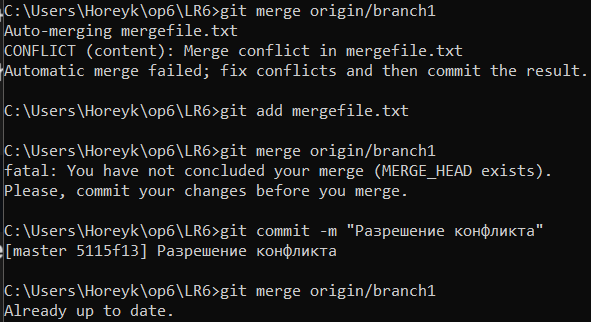 C:\Users\Horeyk\op6\LR6>git merge origin/branch1
Auto-merging mergefile.txt
CONFLICT (content): Merge conflict in mergefile.txt
Automatic merge failed; fix conflicts and then commit the result.
C:\Users\Horeyk\op6\LR6>git add mergefile.txt
C:\Users\Horeyk\op6\LR6>git merge origin/branch1
fatal: You have not concluded your merge (MERGE_HEAD exists).
Please, commit your changes before you merge.
C:\Users\Horeyk\op6\LR6>git commit -m "Разрешение конфликта"
[master 5115f13] Разрешение конфликта
C:\Users\Horeyk\op6\LR6>git merge origin/branch1
Already up to date.